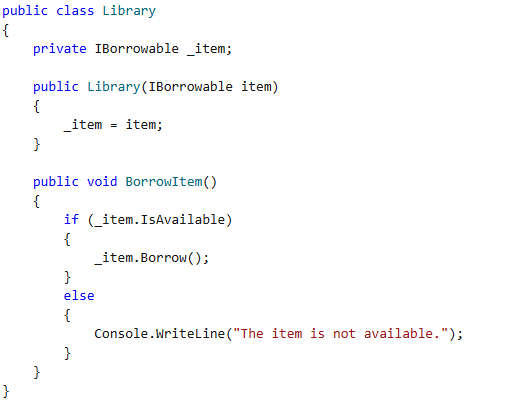 public class Library
{
    private IBorrowable _item;

    public Library(IBorrowable item)
    {
        _item = item;
    }

    public void BorrowItem()
    {
        if (_item.IsAvailable)
        {
            _item.Borrow();
        }
        else
        {
            Console.WriteLine("The item is not available.");
        }
    }
}